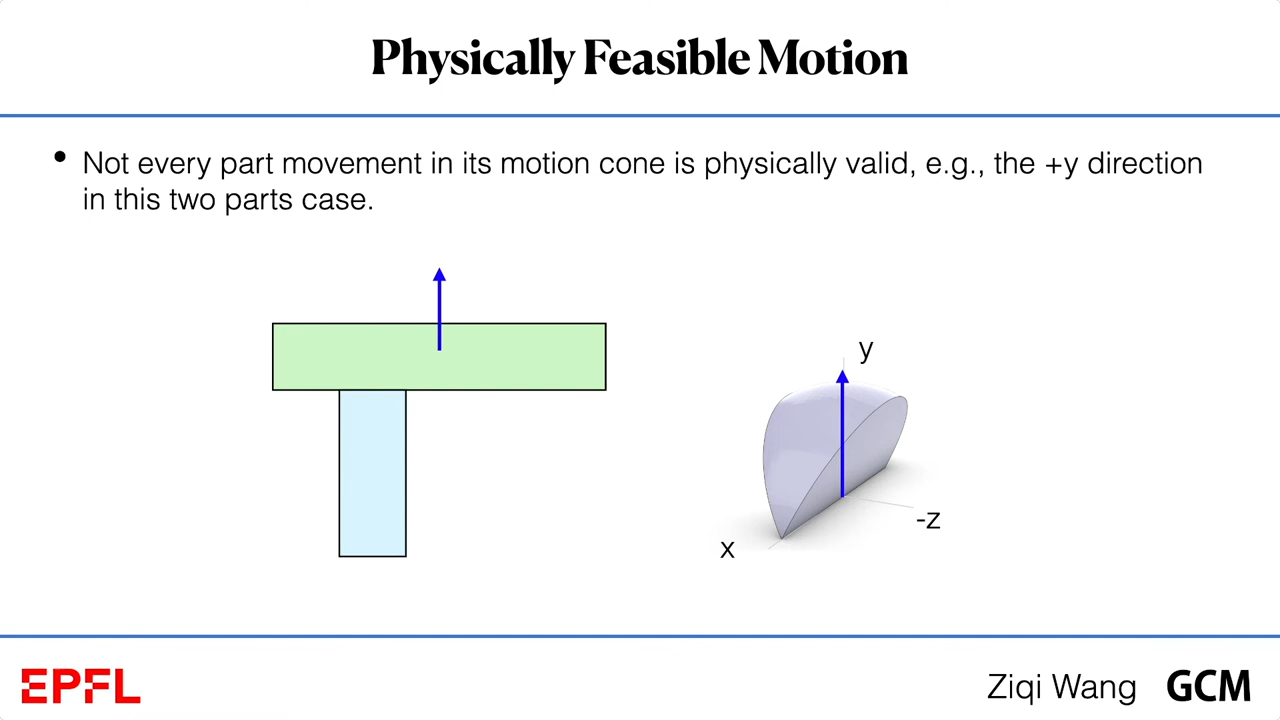 Physically Feasible Motion
• Not every part movement in its motion cone is physically valid, e.g., the +y direction
in this two parts case.
y
-z
x
EPFL
Ziqi Wang GCM